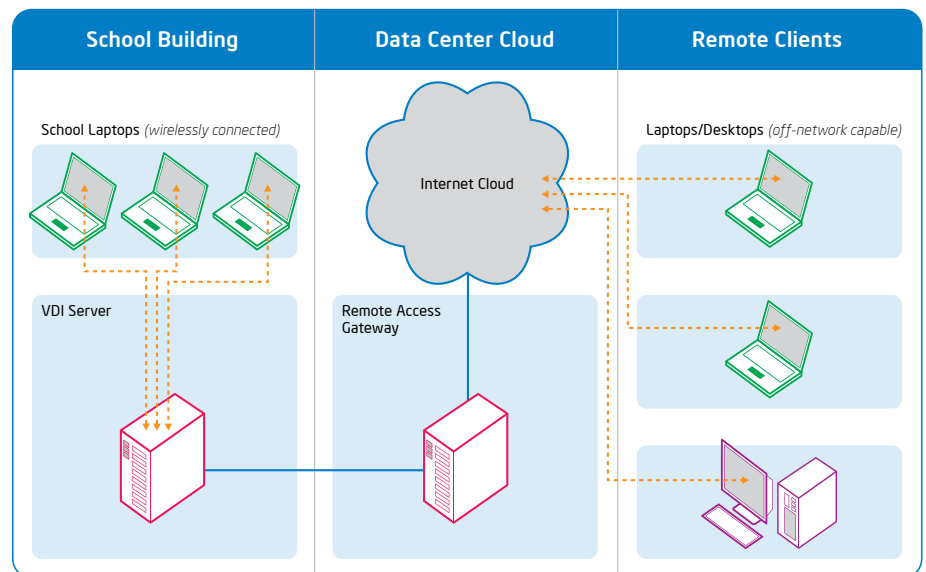 School Building
Data Center Cloud
Remote Clients
School Laptops (wirelessly connected)
Internet Cloud
Laptops/Desktops (off-network capable)
VDI Server
Remote Access
Gateway